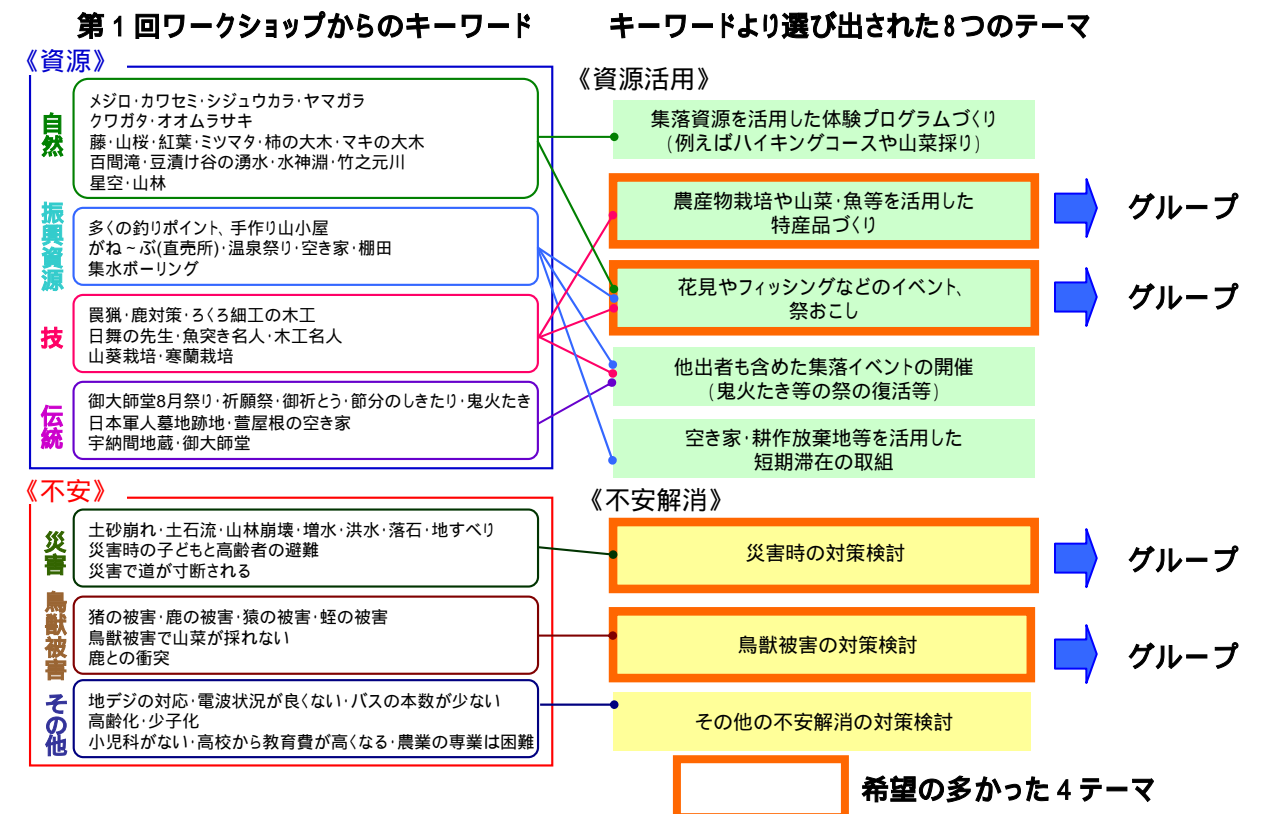 第1回ワークショップからのキーワード
《資源》
自然
メジロ･カワセミ･シジュウカラ･ヤマガラ
クワガタ･オオムラサキ
藤･山桜･紅葉･ミツマタ･柿の大木･マキの大木
百間滝･豆漬け谷の湧水･水神淵･竹之元川
星空･山林
振興資源
多くの釣りポイント、手作り山小屋
がね～ぶ(直売所)･温泉祭り･空き家･棚田
集水ボーリング
技
罠猟･鹿対策･ろくろ細工の木工
日舞の先生･魚突き名人･木工名人
山葵栽培･寒蘭栽培
伝統
御大師堂8月祭り･祈願祭･御祈とう･節分のしきたり･鬼火たき
日本軍人墓地跡地･萱屋根の空き家
宇納間地蔵･御大師堂
《不安》
災害
土砂崩れ･土石流･山林崩壊･増水･洪水･落石･地すべり
災害時の子どもと高齢者の避難
災害で道が寸断される
鳥獣被害
猪の被害･鹿の被害･猿の被害･蛭の被害
鳥獣被害で山菜が採れない
鹿との衝突
その他
地デジの対応･電波状況が良くない･バスの本数が少ない
高齢化･少子化
小児科がない･高校から教育費が高くなる･農業の専業は困難
キーワードより選び出された8つのテーマ
《資源活用》
集落資源を活用した体験プログラムづくり
(例えばハイキングコースや山菜採り)
農産物栽培や山菜･魚等を活用した
特産品づくり
グループ
花見やフィッシングなどのイベント、
祭おこし
グループ
他出者も含めた集落イベントの開催
(鬼火たき等の祭の復活等)
空き家･耕作放棄地等を活用した
短期滞在の取組
《不安解消》
災害時の対策検討
グループ
鳥獣被害の対策検討
グループ
その他の不安解消の対策検討
希望の多かった4テーマ